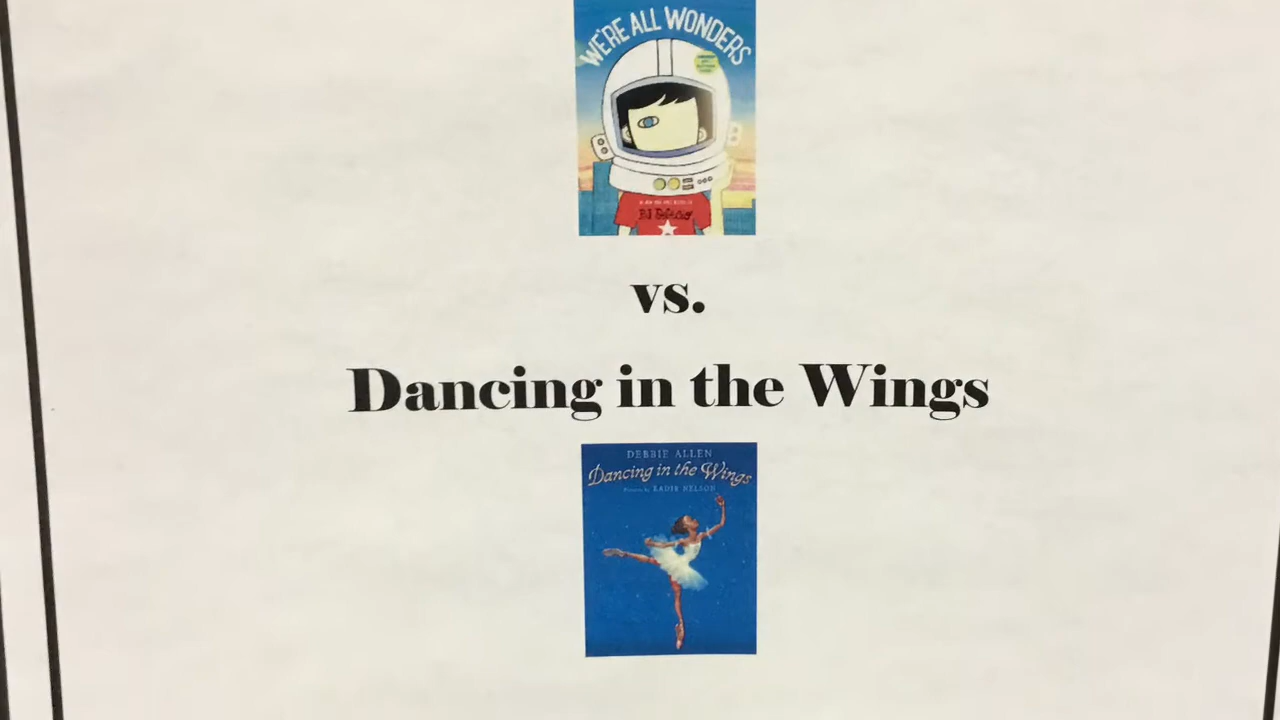 WE'RE ALL WONDERS
vs.
Dancing in the Wings
DEBBIE ALLEN
Dancing in the Wings
Pictures by KADIR NELSON